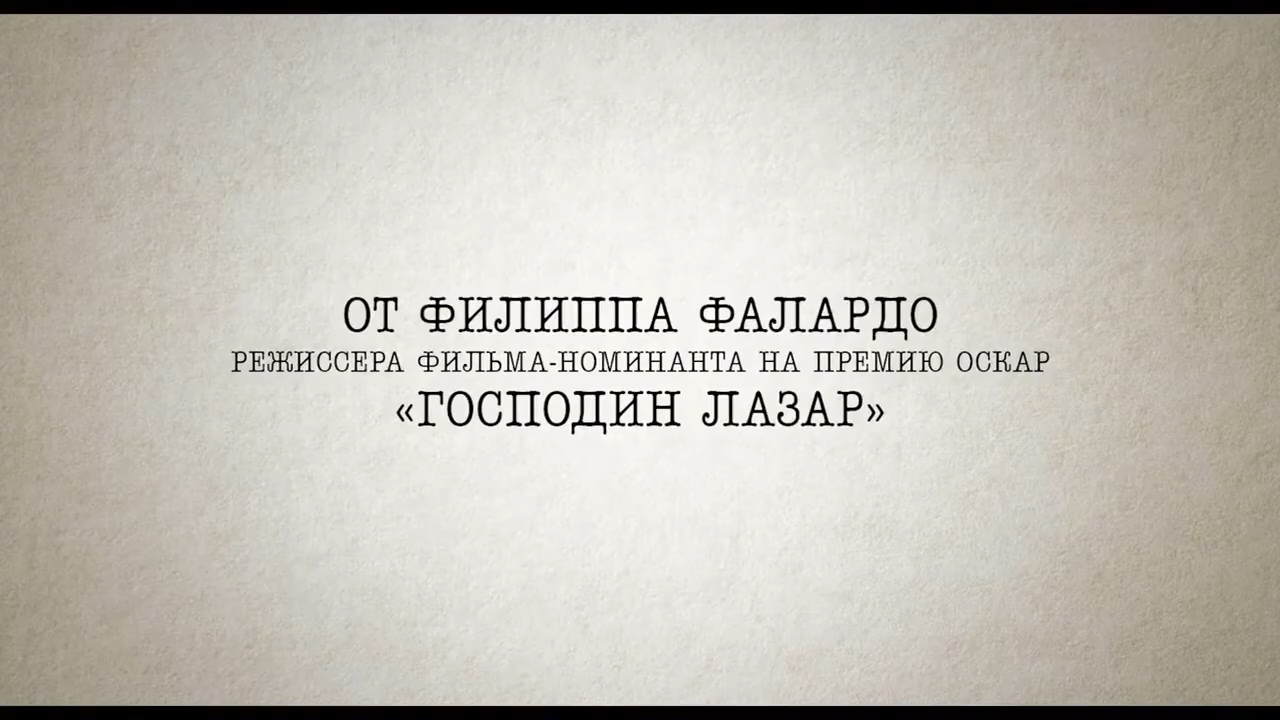 ОТ ФИЛИППА ФАЛАРДО
РЕЖИССЕРА ФИЛЬМА-НОМИНАНТА НА ПРЕМИЮ ОСКАР
«ГОСПОДИН ЛАЗАР»